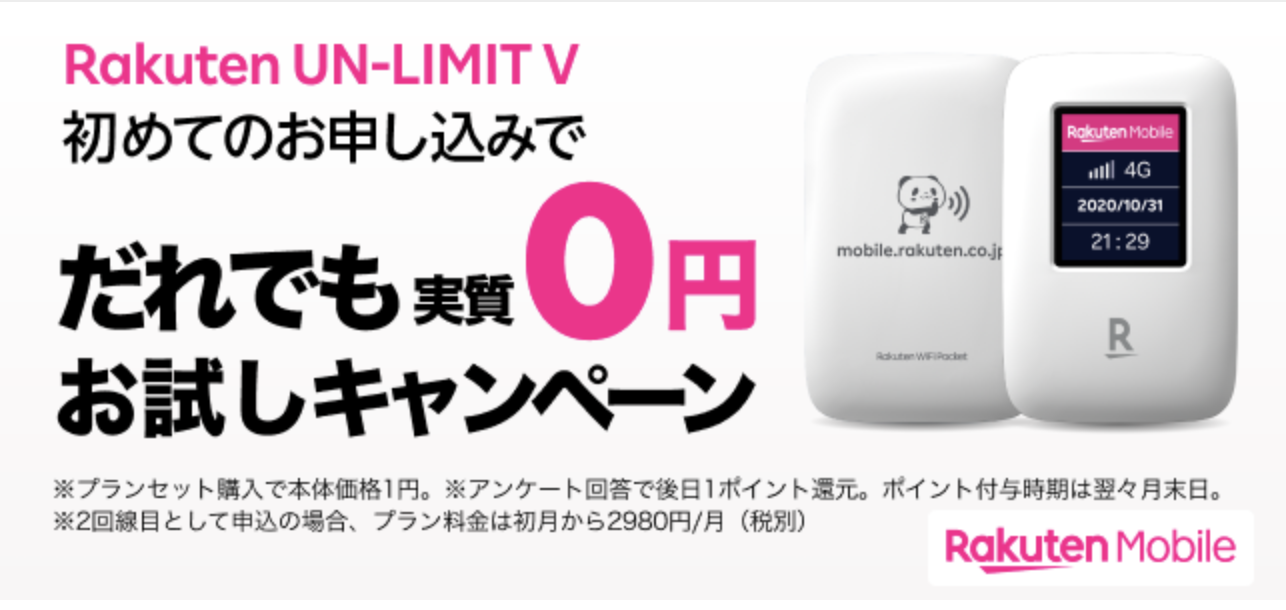 Rakuten UN-LIMIT V
初めてのお申し込みで
だれでも実質0円
お試しキャンペーン
※プランセット購入で本体価格1円。※アンケート回答で後日1ポイント還元。ポイント付与時期は翌々月末日。
※2回線目として申込の場合、プラン料金は初月から2980円/月（税別）
mobile.rakuten.co.jp
Rakuten WiFi Pocket
Rakuten Mobile
4G
2020/10/31
21:29
R
Rakuten Mobile